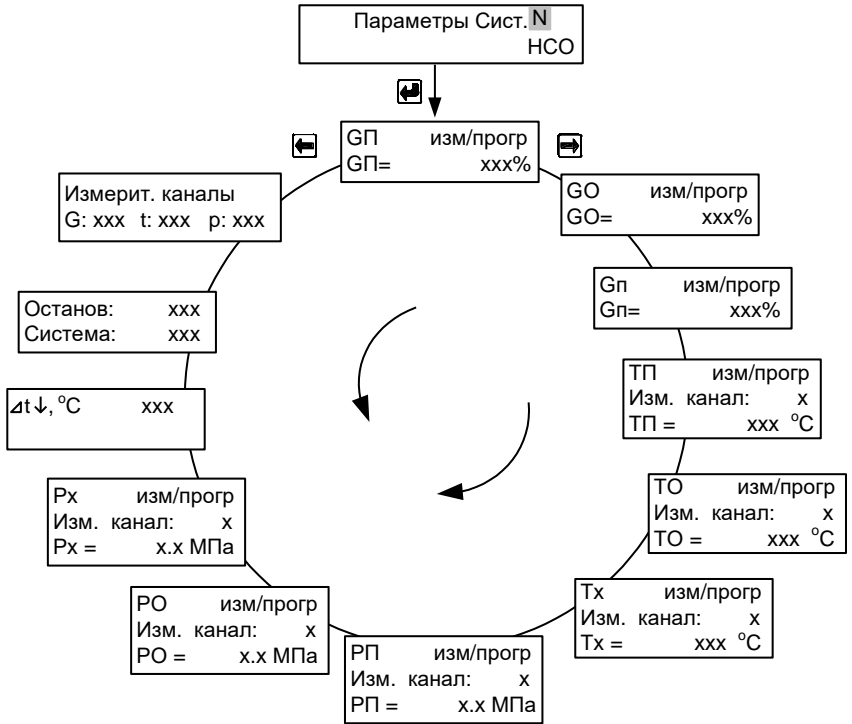 Параметры Сист. N
НСО
GП изм/прогр
GП= xxx%
GО изм/прогр
GО= xxx%
Gп изм/прогр
Gп= xxx%
ТП изм/прогр
Изм. канал: x
ТП = xxx °C
ТО изм/прогр
Изм. канал: x
ТО = xxx °C
Тх изм/прогр
Изм. канал: x
Тх = xxx °C
РП изм/прогр
Изм. канал: x
РП = x.x МПа
РО изм/прогр
Изм. канал: x
РО = x.x МПа
Рх изм/прогр
Изм. канал: x
Рх = x.x МПа
⊿t↓, °C xxx
Останов: xxx
Система: xxx
Измерит. каналы
G: xxx t: xxx p: xxx